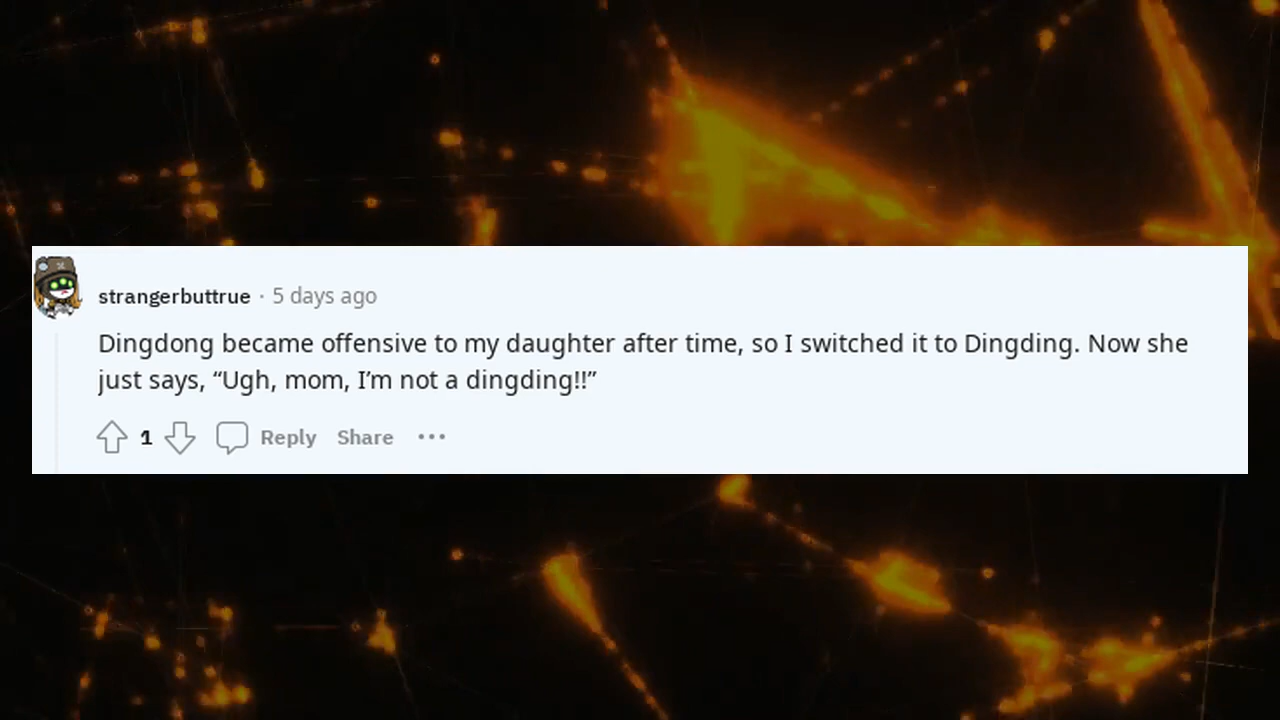 strangerbuttrue · 5 days ago
Dingdong became offensive to my daughter after time, so I switched it to Dingding. Now she
just says, “Ugh, mom, I’m not a dingding!!”
1 Reply Share